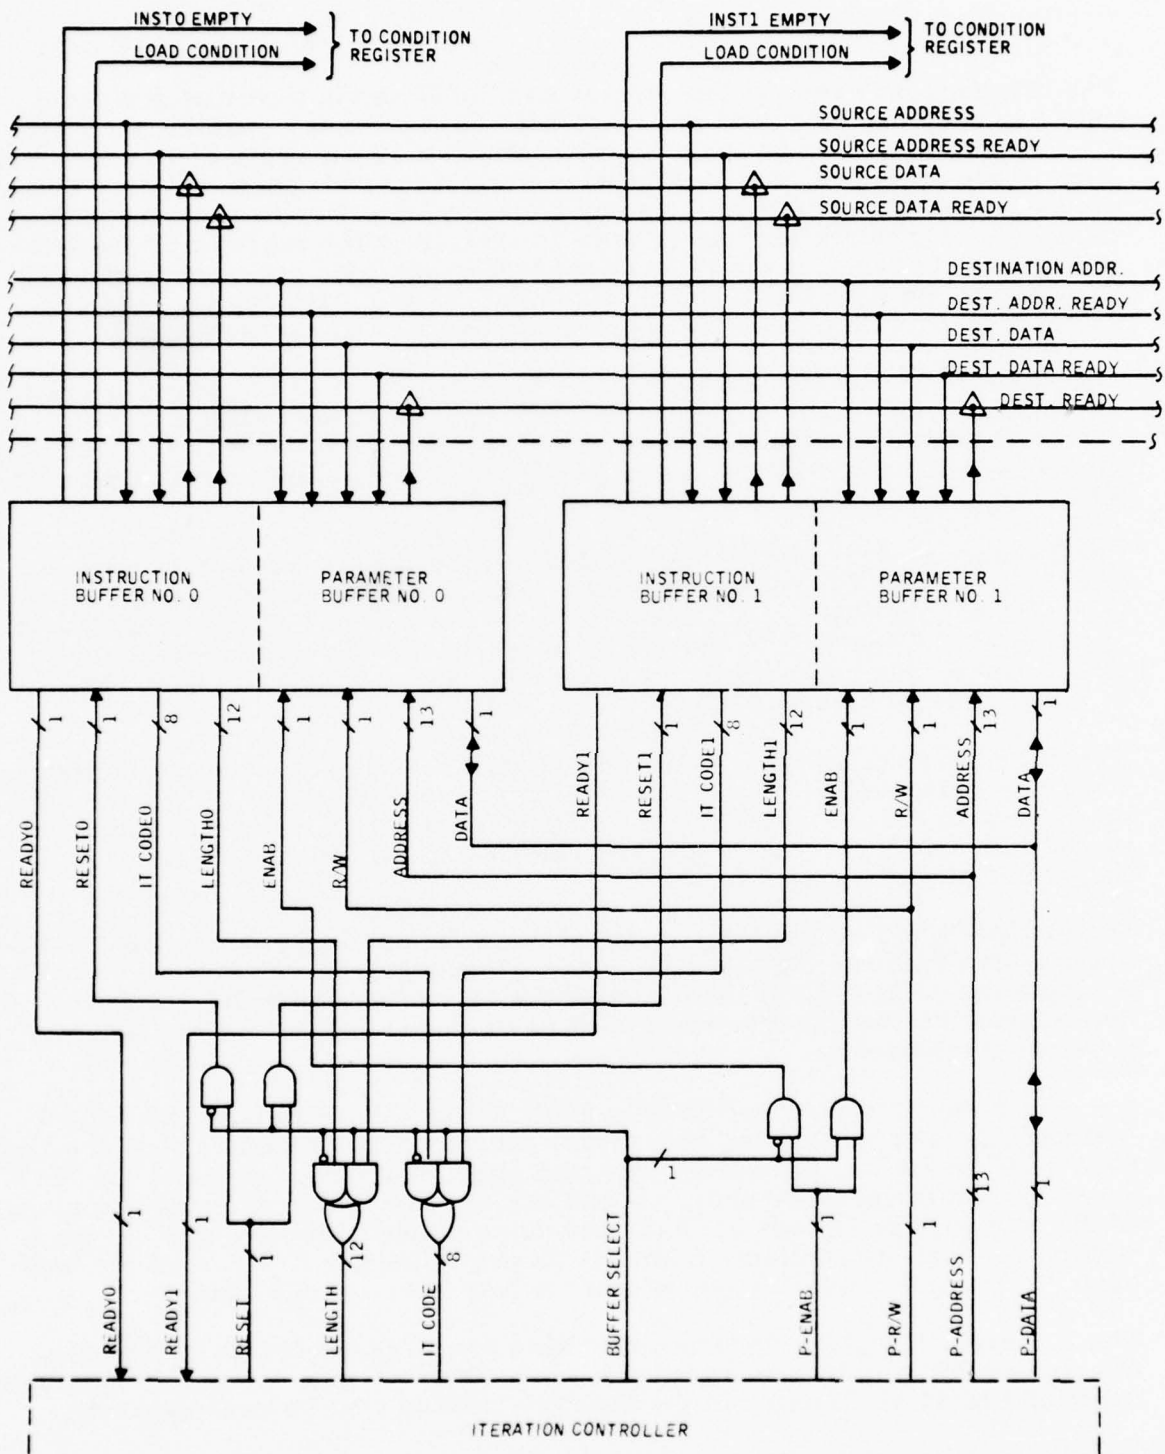 INST0 EMPTY
LOAD CONDITION
TO CONDITION
REGISTER
INST1 EMPTY
LOAD CONDITION
TO CONDITION
REGISTER
SOURCE ADDRESS
SOURCE ADDRESS READY
SOURCE DATA
SOURCE DATA READY
DESTINATION ADDR.
DEST. ADDR. READY
DEST. DATA
DEST. DATA READY
DEST. READY
INSTRUCTION
BUFFER NO. 0
PARAMETER
BUFFER NO. 0
INSTRUCTION
BUFFER NO. 1
PARAMETER
BUFFER NO. 1
1
1
8
12
1
1
13
1
1
8
12
1
1
13
1
READY0
RESET0
IT CODE0
LENGTH0
ENAB
R/W
ADDRESS
DATA
READY1
RESET1
IT CODE1
LENGTH1
ENAB
R/W
ADDRESS
DATA
1
1
1
1
12
8
1
1
13
1
READY0
READY1
RESET
LENGTH
IT CODE
BUFFER SELECT
P-ENAB
P-R/W
P-ADDRESS
P-DATA
ITERATION CONTROLLER